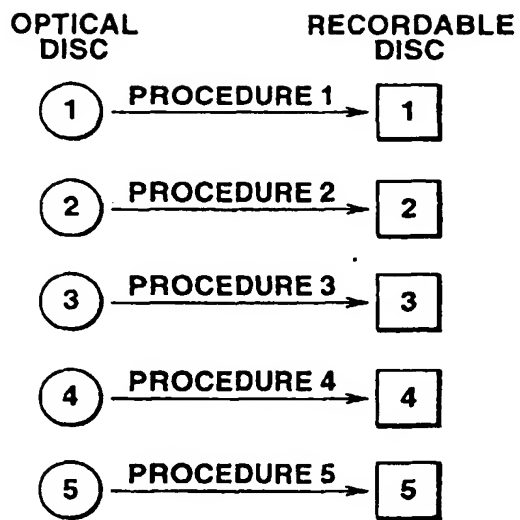 OPTICAL DISC
RECORDABLE DISC
1 PROCEDURE 1 1
2 PROCEDURE 2 2
3 PROCEDURE 3 3
4 PROCEDURE 4 4
5 PROCEDURE 5 5